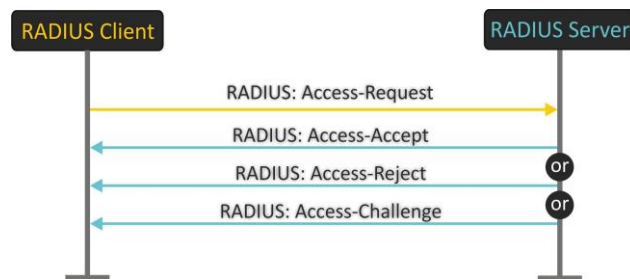 RADIUS Client
RADIUS Server
RADIUS: Access-Request
RADIUS: Access-Accept
or
RADIUS: Access-Reject
or
RADIUS: Access-Challenge